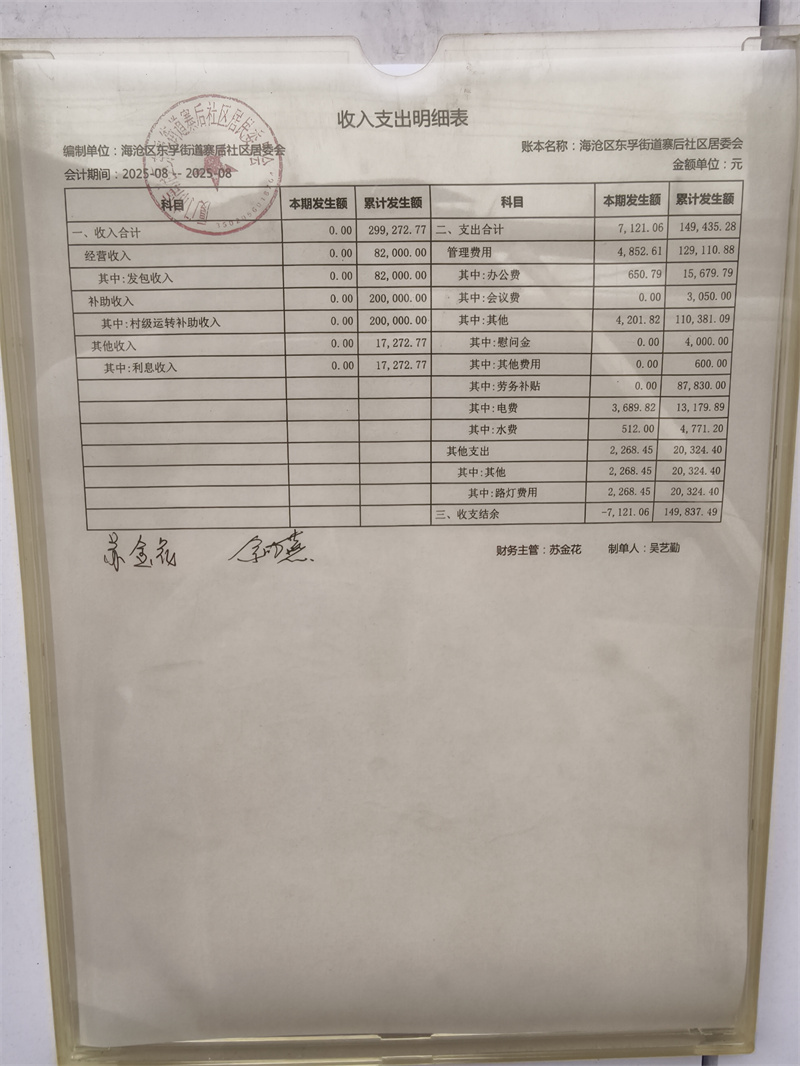 收入支出明细表
编制单位：海沧区东孚街道寨后社区居委会 账本名称：海沧区东孚街道寨后社区居委会
会计期间：2025-08 -- 2025-08 金额单位：元
科目 本期发生额 累计发生额 科目 本期发生额 累计发生额
一、收入合计 0.00 299,272.77 二、支出合计 7,121.06 149,435.28
经营收入 0.00 82,000.00 管理费用 4,852.61 129,110.88
其中:发包收入 0.00 82,000.00 其中:办公费 650.79 15,679.79
补助收入 0.00 200,000.00 其中:会议费 0.00 3,050.00
其中:村级运转补助收入 0.00 200,000.00 其中:其他 4,201.82 110,381.09
其他收入 0.00 17,272.77 其中:慰问金 0.00 4,000.00
其中:利息收入 0.00 17,272.77 其中:其他费用 0.00 600.00
其中:劳务补贴 0.00 87,830.00
其中:电费 3,689.82 13,179.89
其中:水费 512.00 4,771.20
其他支出 2,268.45 20,324.40
其中:其他 2,268.45 20,324.40
其中:路灯费用 2,268.45 20,324.40
三、收支结余 -7,121.06 149,837.49
苏金花
财务主管：苏金花 制单人：吴艺勤